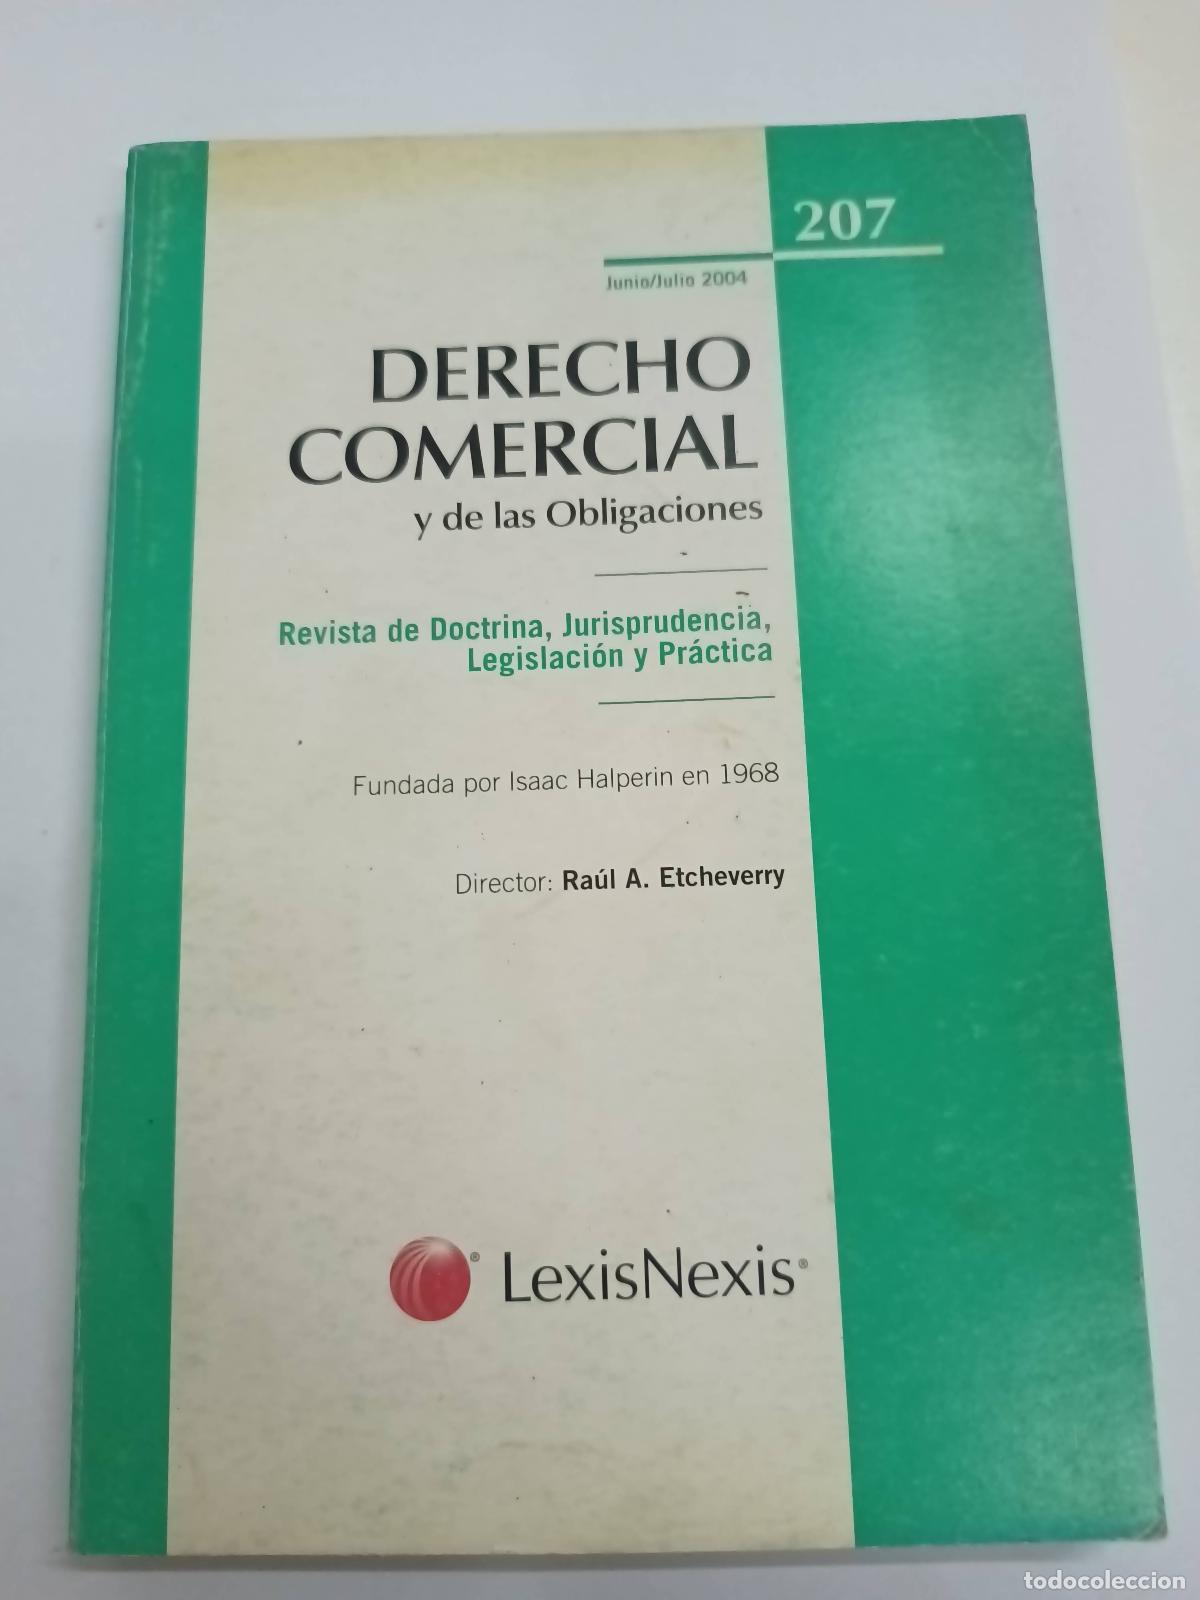 207
Junio/Julio 2004
DERECHO
COMERCIAL
y de las Obligaciones
Revista de Doctrina, Jurisprudencia,
Legislación y Práctica
Fundada por Isaac Halperin en 1968
Director: Raúl A. Etcheverry
® LexisNexis®
todocoleccion